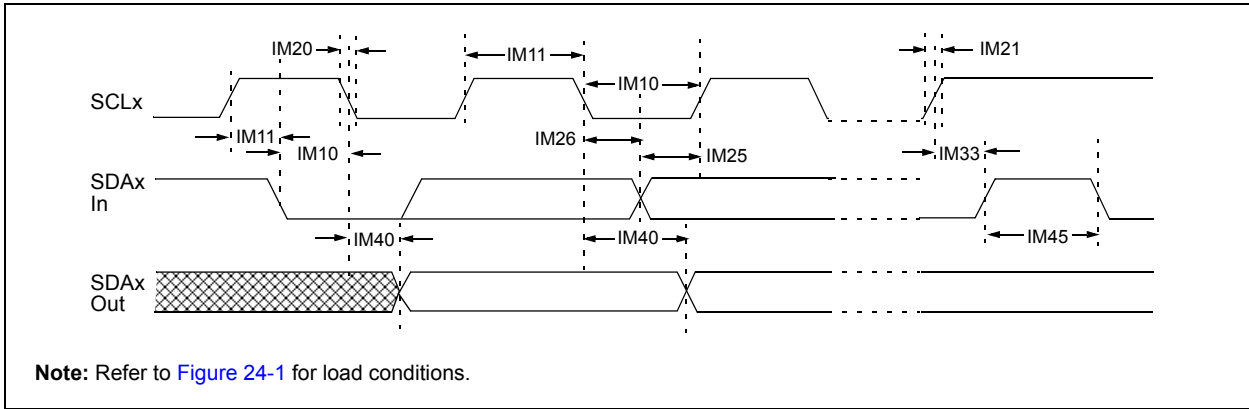 IM20
IM11
IM21
SCLx
IM10
IM11
IM10
IM26
IM25
IM33
SDAx
In
IM40
IM40
IM45
SDAx
Out
Note: Refer to Figure 24-1 for load conditions.